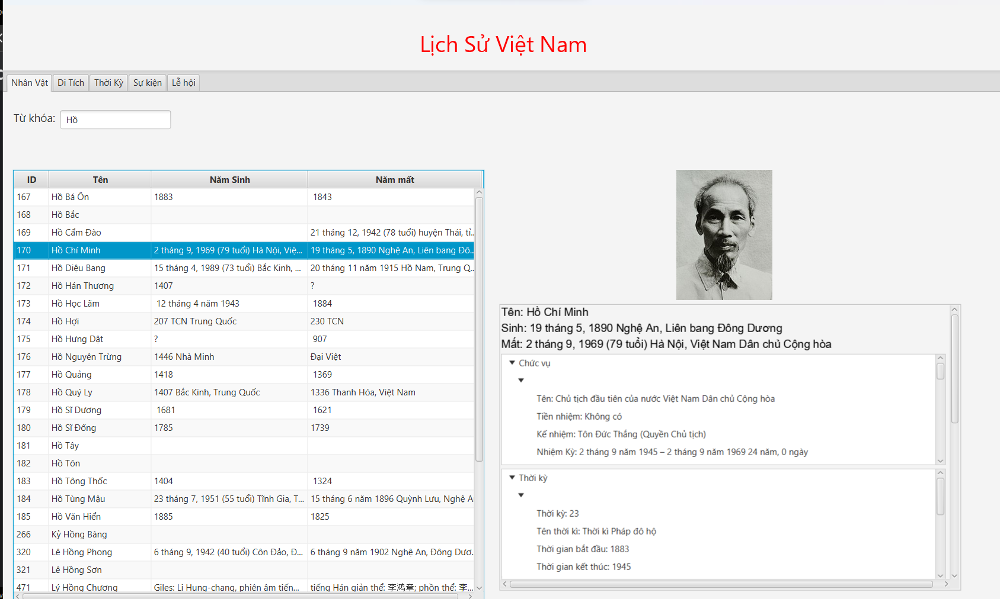 Lịch Sử Việt Nam
Nhân Vật Di Tích Thời Kỳ Sự kiện Lễ hội
Từ khóa: Hồ
ID Tên Năm Sinh Năm mất
167 Hồ Bá Ôn 1883 1843
168 Hồ Bắc
169 Hồ Cẩm Đào 21 tháng 12, 1942 (78 tuổi) huyện Thái, tỉ...
170 Hồ Chí Minh 2 tháng 9, 1969 (79 tuổi) Hà Nội, Việ... 19 tháng 5, 1890 Nghệ An, Liên bang Đô...
171 Hồ Diệu Bang 15 tháng 4, 1989 (73 tuổi) Bắc Kinh, ... 20 tháng 11 năm 1915 Hồ Nam, Trung Q...
172 Hồ Hán Thương 1407 ?
173 Hồ Học Lãm 12 tháng 4 năm 1943 1884
174 Hồ Hợi 207 TCN Trung Quốc 230 TCN
175 Hồ Hưng Dật ? 907
176 Hồ Nguyên Trừng 1446 Nhà Minh Đại Việt
177 Hồ Quảng 1418 1369
178 Hồ Quý Ly 1407 Bắc Kinh, Trung Quốc 1336 Thanh Hóa, Việt Nam
179 Hồ Sĩ Dương 1681 1621
180 Hồ Sĩ Đống 1785 1739
181 Hồ Tây
182 Hồ Tôn
183 Hồ Tông Thốc 1404 1324
184 Hồ Tùng Mậu 23 tháng 7, 1951 (55 tuổi) Tĩnh Gia, T... 15 tháng 6 năm 1896 Quỳnh Lưu, Nghệ A
185 Hồ Văn Hiển 1885 1825
266 Kỷ Hồng Bàng
320 Lê Hồng Phong 6 tháng 9, 1942 (40 tuổi) Côn Đảo, Đ... 6 tháng 9 năm 1902 Nghệ An, Đông Dươ...
321 Lê Hồng Sơn
471 Lý Hồng Chương Giles: Li Hung-chang, phiên âm tiến... tiếng Hán giản thể: 李鸿章; phồn thể: 李...
Tên: Hồ Chí Minh
Sinh: 19 tháng 5, 1890 Nghệ An, Liên bang Đông Dương
Mất: 2 tháng 9, 1969 (79 tuổi) Hà Nội, Việt Nam Dân chủ Cộng hòa
Chức vụ
Tên: Chủ tịch đầu tiên của nước Việt Nam Dân chủ Cộng hòa
Tiền nhiệm: Không có
Kế nhiệm: Tôn Đức Thắng (Quyền Chủ tịch)
Nhiệm Kỳ: 2 tháng 9 năm 1945 – 2 tháng 9 năm 1969 24 năm, 0 ngày
Thời kỳ
Thời kỳ: 23
Tên thời kì: Thời kì Pháp đô hộ
Thời gian bắt đầu: 1883
Thời gian kết thúc: 1945